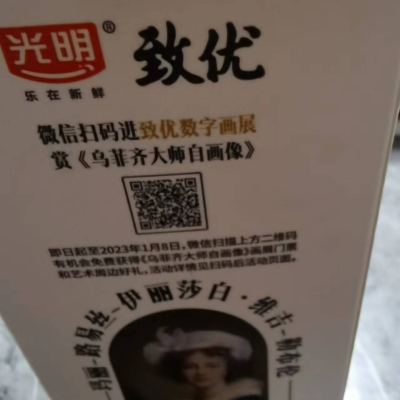 光明®
致优
乐在新鲜
微信扫码进致优数字画展
赏《乌菲齐大师自画像》
即日起至2023年1月8日，微信扫描上方二维码
有机会免费获得《乌菲齐大师自画像》画展门票
和艺术周边好礼，活动详情见扫码后活动页面。
玛丽-路易丝-伊丽莎白·维吉-勒布伦